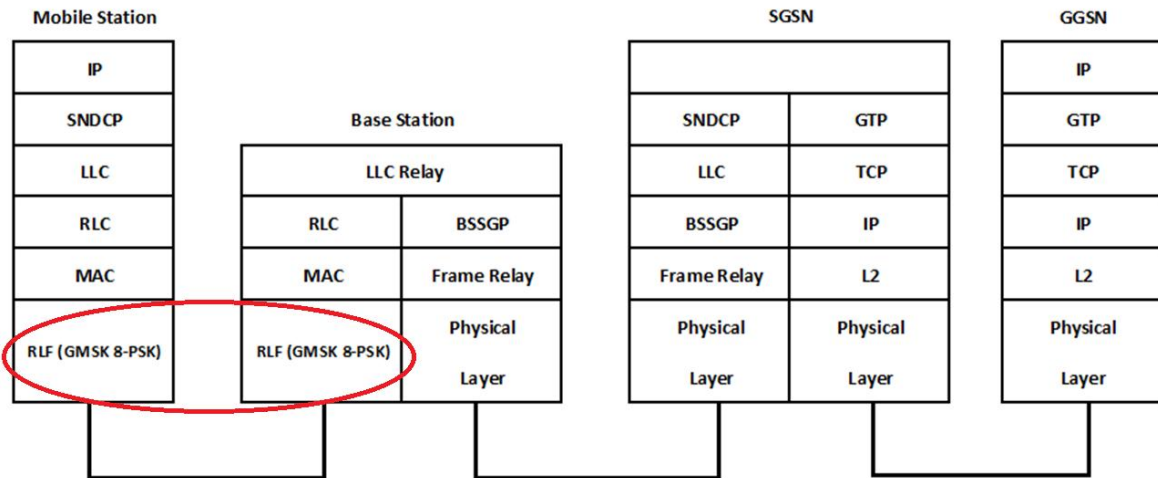 Mobile Station
SGSN
GGSN
IP
IP
SNDCP
Base Station
SNDCP
GTP
GTP
LLC
LLC Relay
LLC
TCP
TCP
RLC
RLC
BSSGP
BSSGP
IP
IP
MAC
MAC
Frame Relay
Frame Relay
L2
L2
RLF (GMSK 8-PSK)
RLF (GMSK 8-PSK)
Physical
Layer
Physical
Layer
Physical
Layer
Physical
Layer